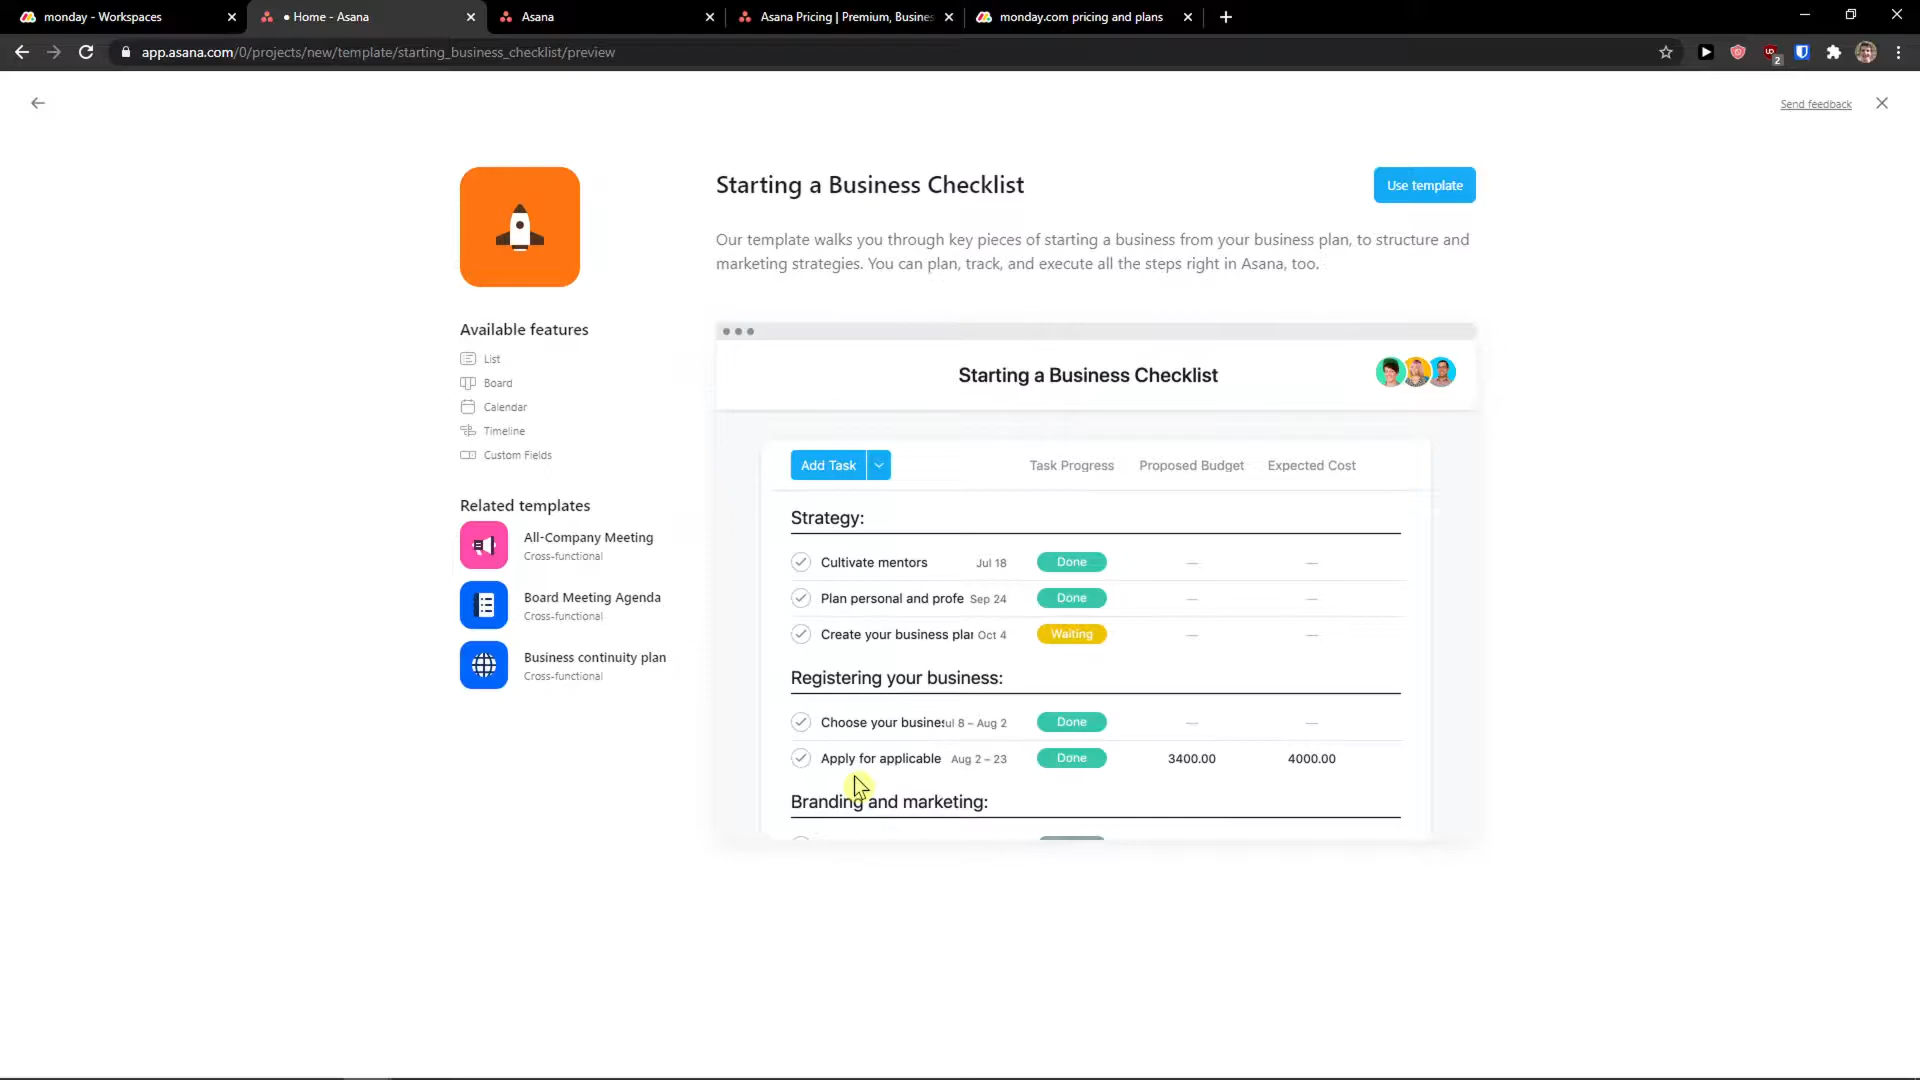 monday - Workspaces
• Home - Asana
Asana
Asana Pricing | Premium, Busines
monday.com pricing and plans
app.asana.com/0/projects/new/template/starting_business_checklist/preview
2
Send feedback
Starting a Business Checklist
Use template
Our template walks you through key pieces of starting a business from your business plan, to structure and
marketing strategies. You can plan, track, and execute all the steps right in Asana, too.
Available features
List
Board
Calendar
Timeline
Custom Fields
Related templates
All-Company Meeting
Cross-functional
Board Meeting Agenda
Cross-functional
Business continuity plan
Cross-functional
Starting a Business Checklist
Add Task
Task Progress
Proposed Budget
Expected Cost
Strategy:
Cultivate mentors Jul 18 Done — —
Plan personal and profe Sep 24 Done — —
Create your business plan Oct 4 Waiting — —
Registering your business:
Choose your busines ul 8 – Aug 2 Done — —
Apply for applicable Aug 2 – 23 Done 3400.00 4000.00
Branding and marketing: